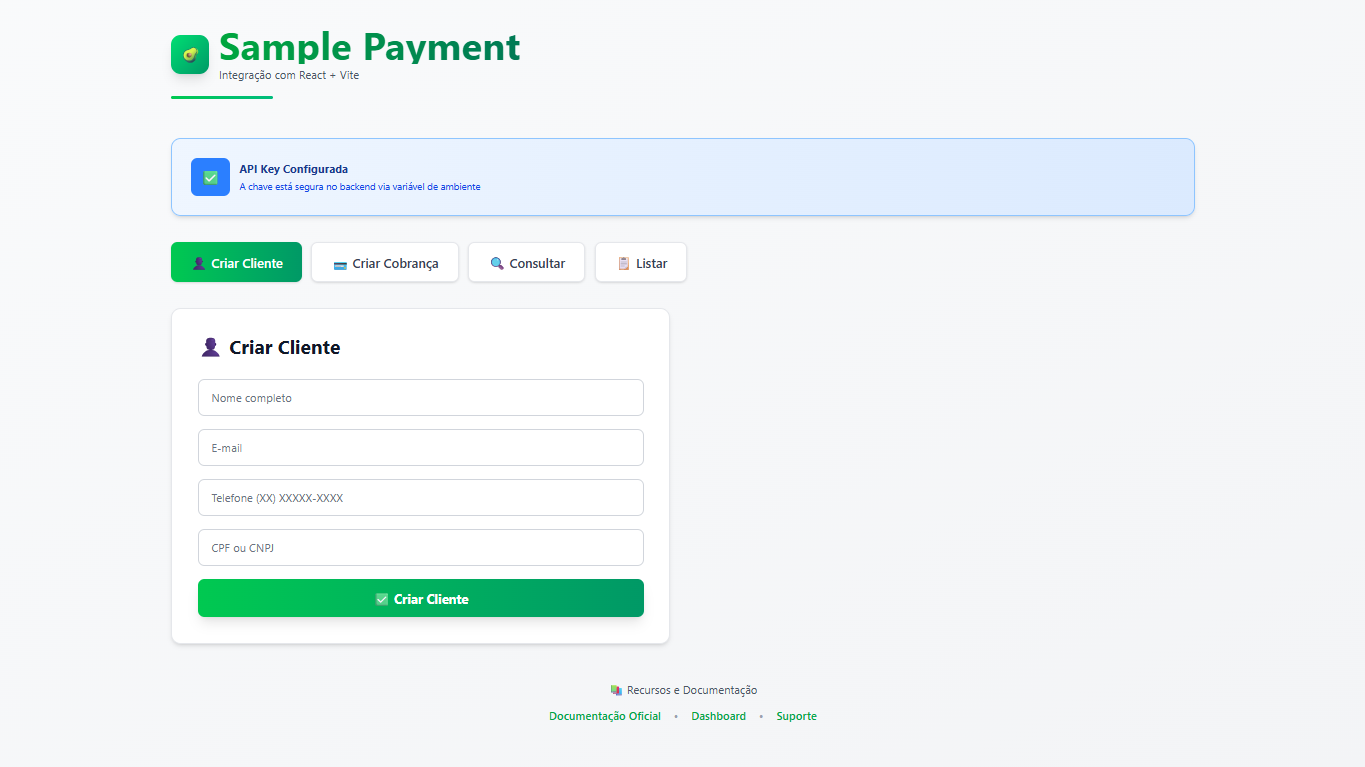 Sample Payment
Integração com React + Vite
API Key Configurada
A chave está segura no backend via variável de ambiente
Criar Cliente
Criar Cobrança
Consultar
Listar
Criar Cliente
Nome completo
E-mail
Telefone (XX) XXXXX-XXXX
CPF ou CNPJ
Criar Cliente
Recursos e Documentação
Documentação Oficial • Dashboard • Suporte